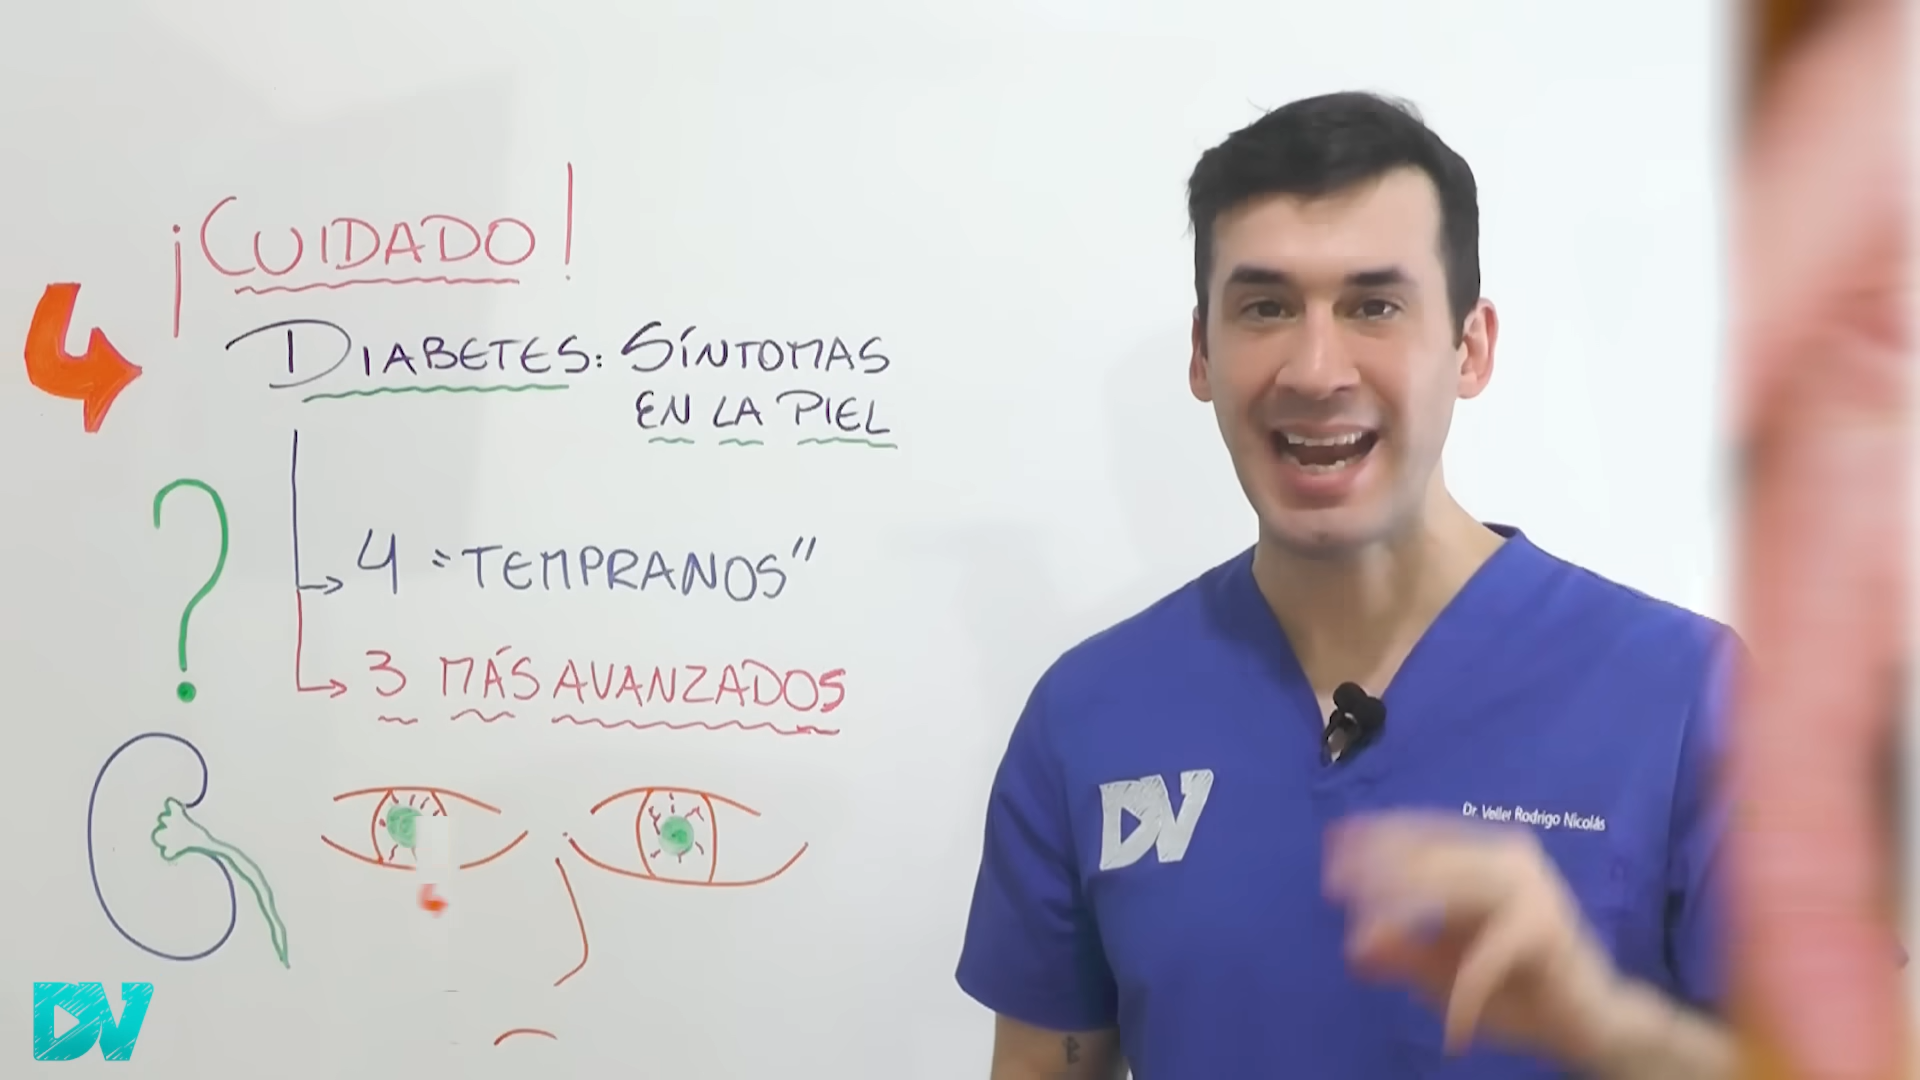 ¡CUIDADO!
DIABETES: SÍNTOMAS
EN LA PIEL
4 "TEMPRANOS"
3 MÁS AVANZADOS
DV
Dr. Veller Rodrigo Nicolás
DV